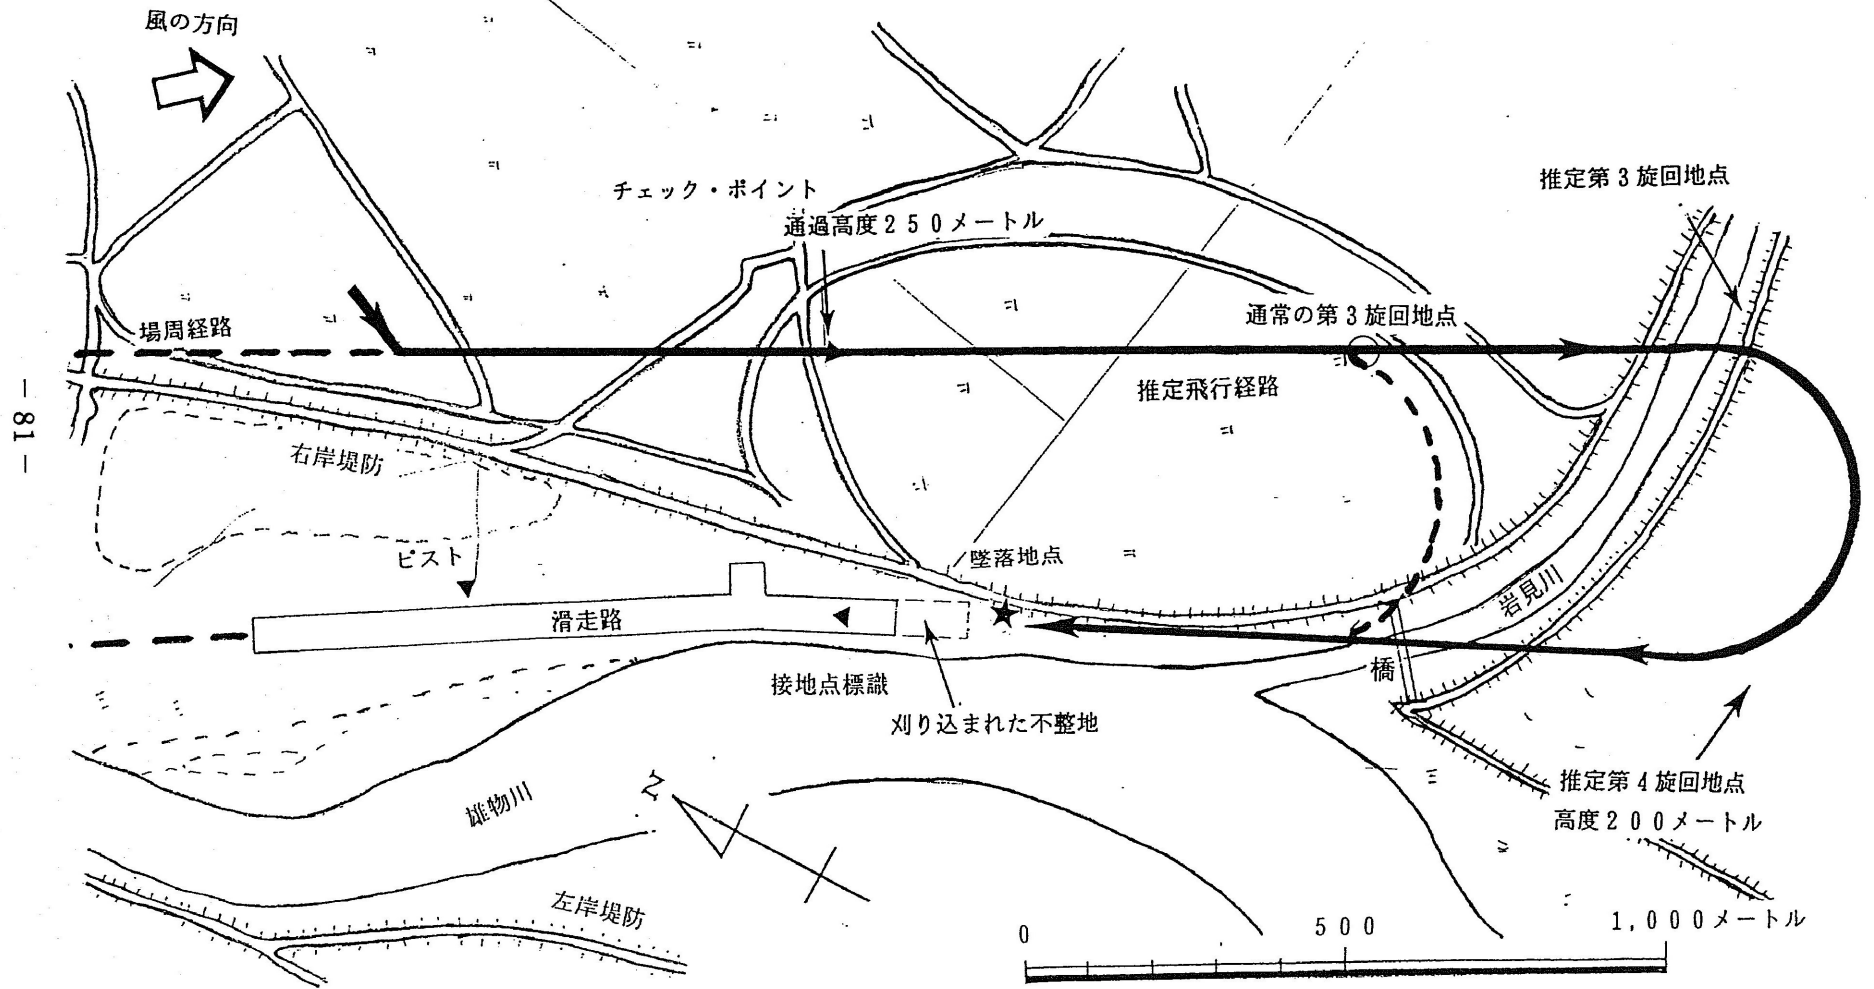 風の方向
チェック・ポイント
通過高度250メートル
推定第3旋回地点
場周経路
通常の第3旋回地点
推定飛行経路
― 81 ―
右岸堤防
ピスト
墜落地点
滑走路
岩見川
橋
接地点標識
刈り込まれた不整地
推定第4旋回地点
高度200メートル
雄物川
N
左岸堤防
0 500 1,000メートル